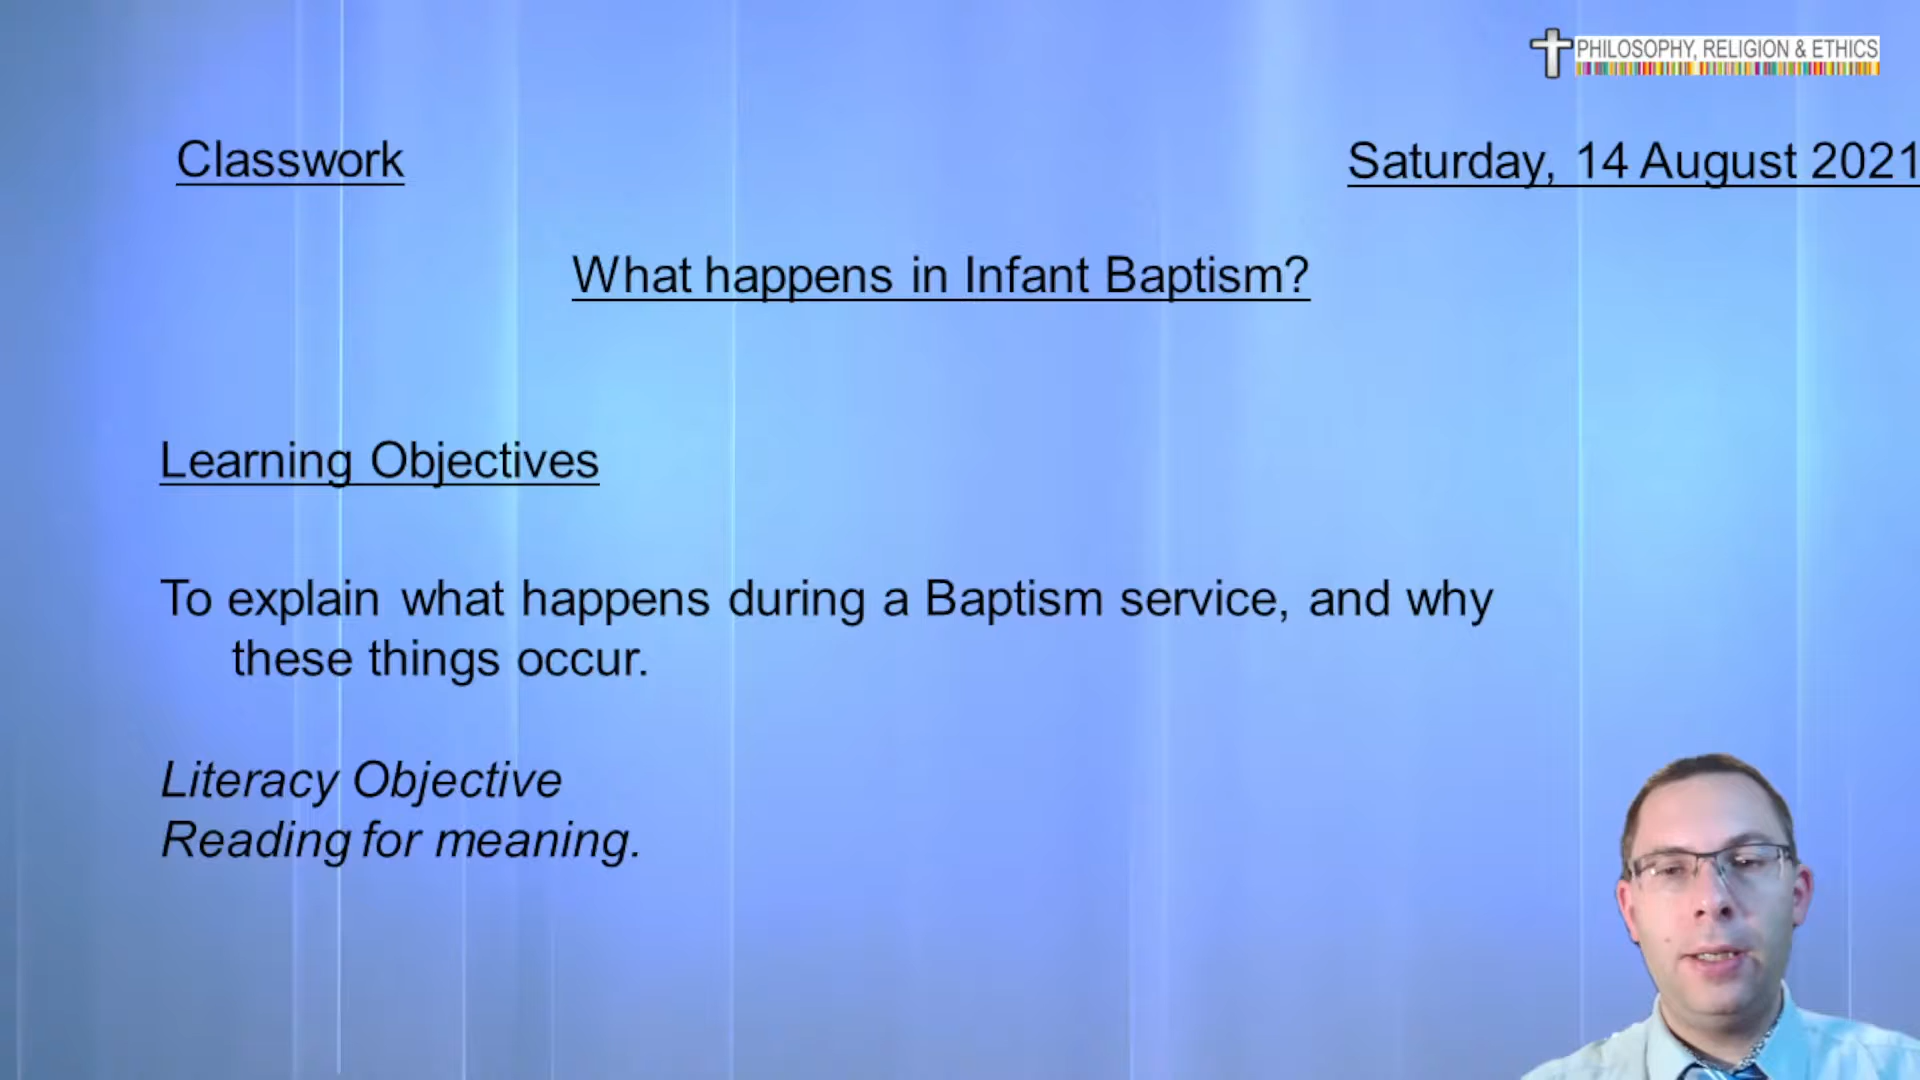 PHILOSOPHY, RELIGION & ETHICS
Classwork
Saturday, 14 August 2021
What happens in Infant Baptism?
Learning Objectives
To explain what happens during a Baptism service, and why
these things occur.
Literacy Objective
Reading for meaning.